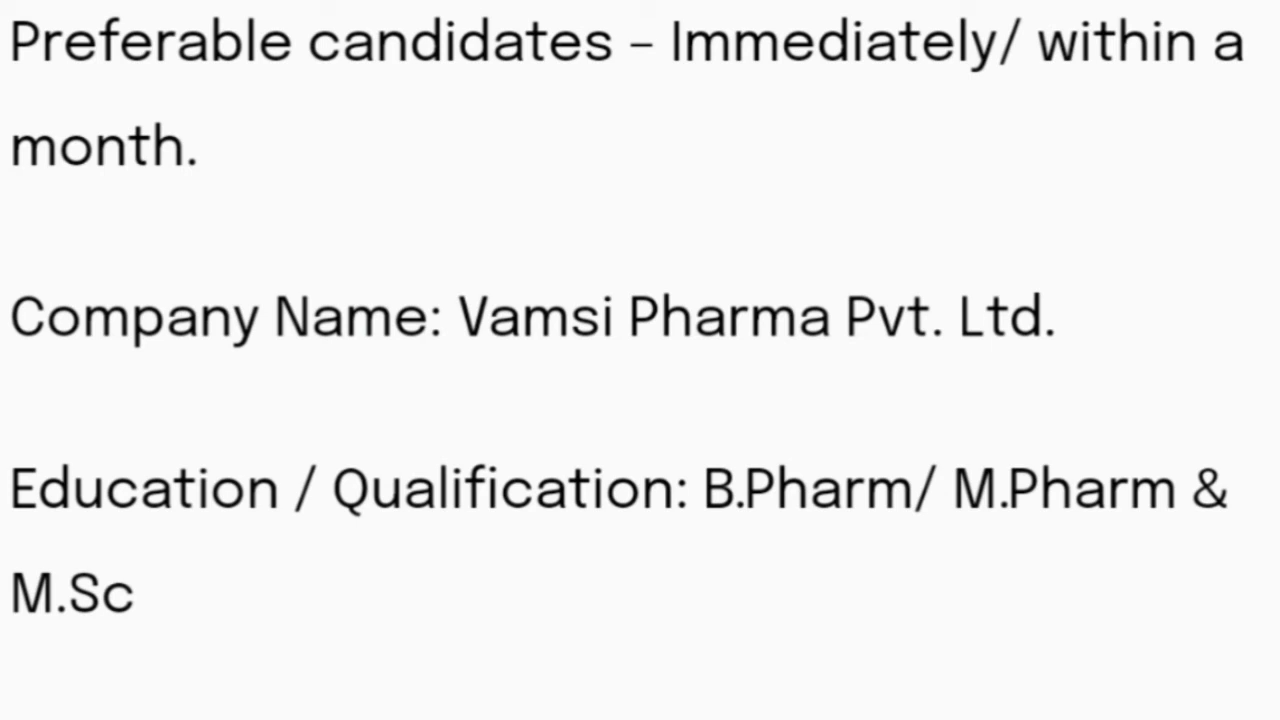 Preferable candidates – Immediately/ within a
month.
Company Name: Vamsi Pharma Pvt. Ltd.
Education / Qualification: B.Pharm/ M.Pharm &
M.Sc